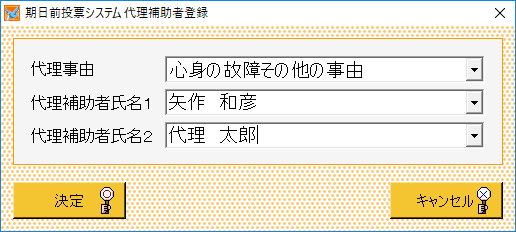 期日前投票システム 代理補助者登録
代理事由 心身の故障その他の事由
代理補助者氏名1 矢作 和彦
代理補助者氏名2 代理 太郎
決定 キャンセル